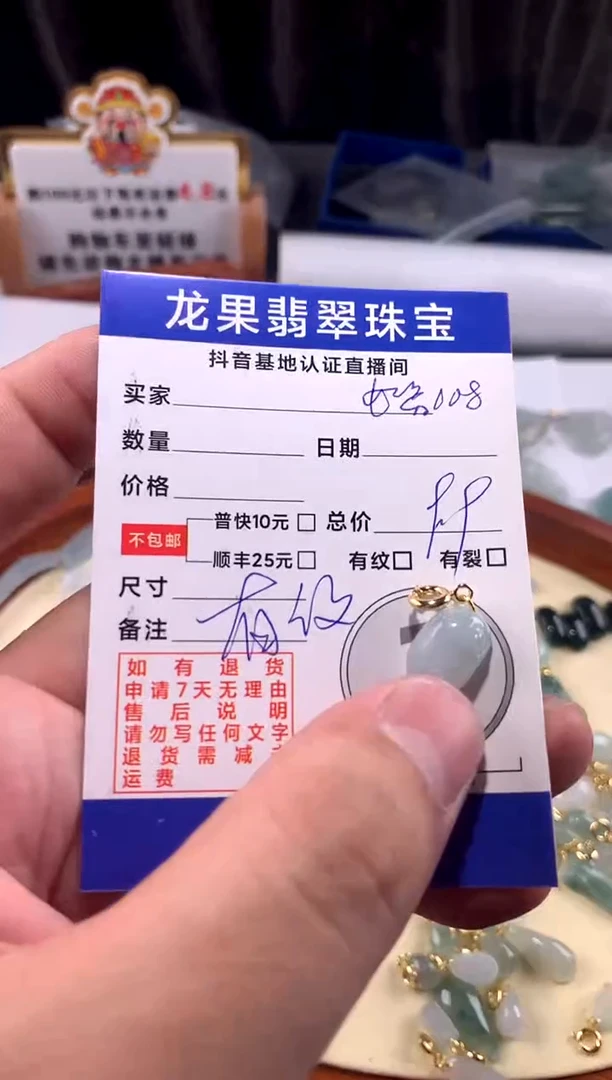 龙果翡翠珠宝
抖音基地认证直播间
买家 008
数量 日期
价格
不包邮 普快10元 总价
顺丰25元 有纹 有裂
尺寸
备注 有纹
如有退货
申请7天无理由
售后说明
请勿写任何文字
退货需减
运费